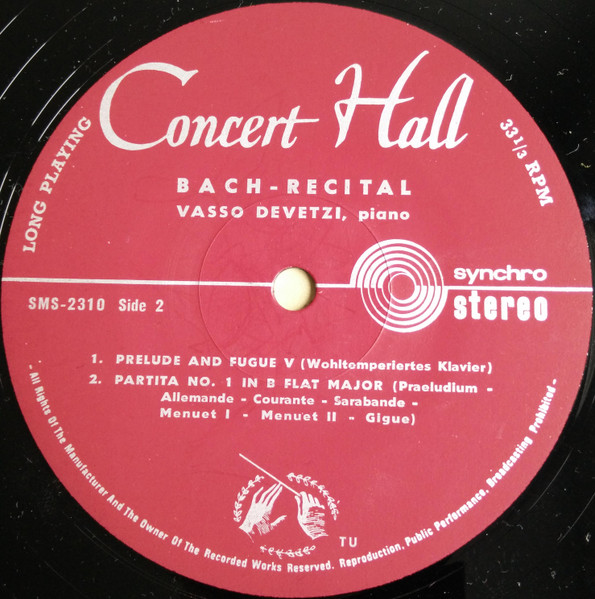 Concert Hall
LONG PLAYING
33 1/3 RPM
BACH-RECITAL
VASSO DEVETZI, piano
synchro
stereo
SMS-2310 Side 2
1. PRELUDE AND FUGUE V (Wohltemperiertes Klavier)
2. PARTITA NO. 1 IN B FLAT MAJOR (Praeludium -
Allemande - Courante - Sarabande -
Menuet I - Menuet II - Gigue)
TU
- All Rights Of The Manufacturer And The Owner Of The Recorded Works Reserved. Reproduction, Public Performance, Broadcasting Prohibited -